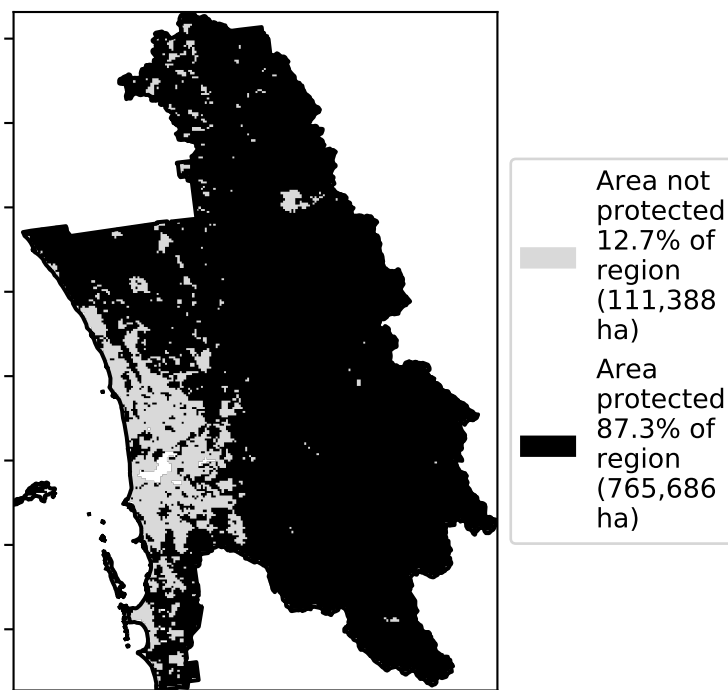 Area not
protected
12.7% of
region
(111,388
ha)
Area
protected
87.3% of
region
(765,686
ha)